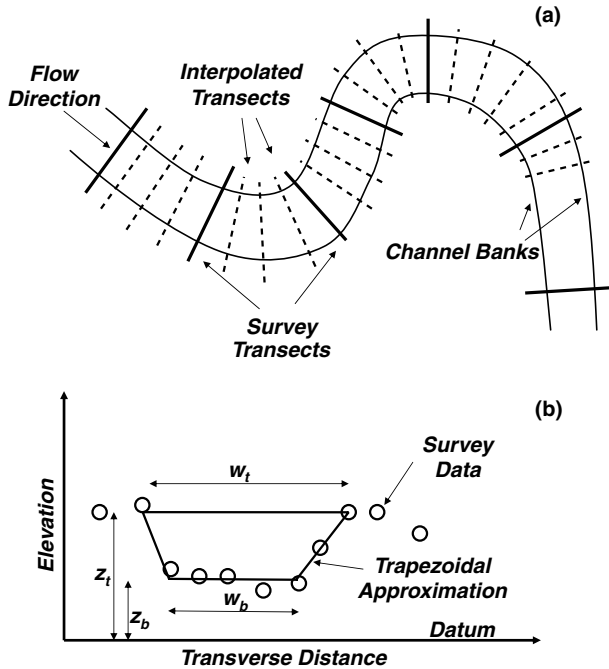 (a)
Flow
Direction
Interpolated
Transects
Channel Banks
Survey
Transects
(b)
Survey
Data
w_t
Elevation
z_t
z_b
w_b
Trapezoidal
Approximation
Datum
Transverse Distance